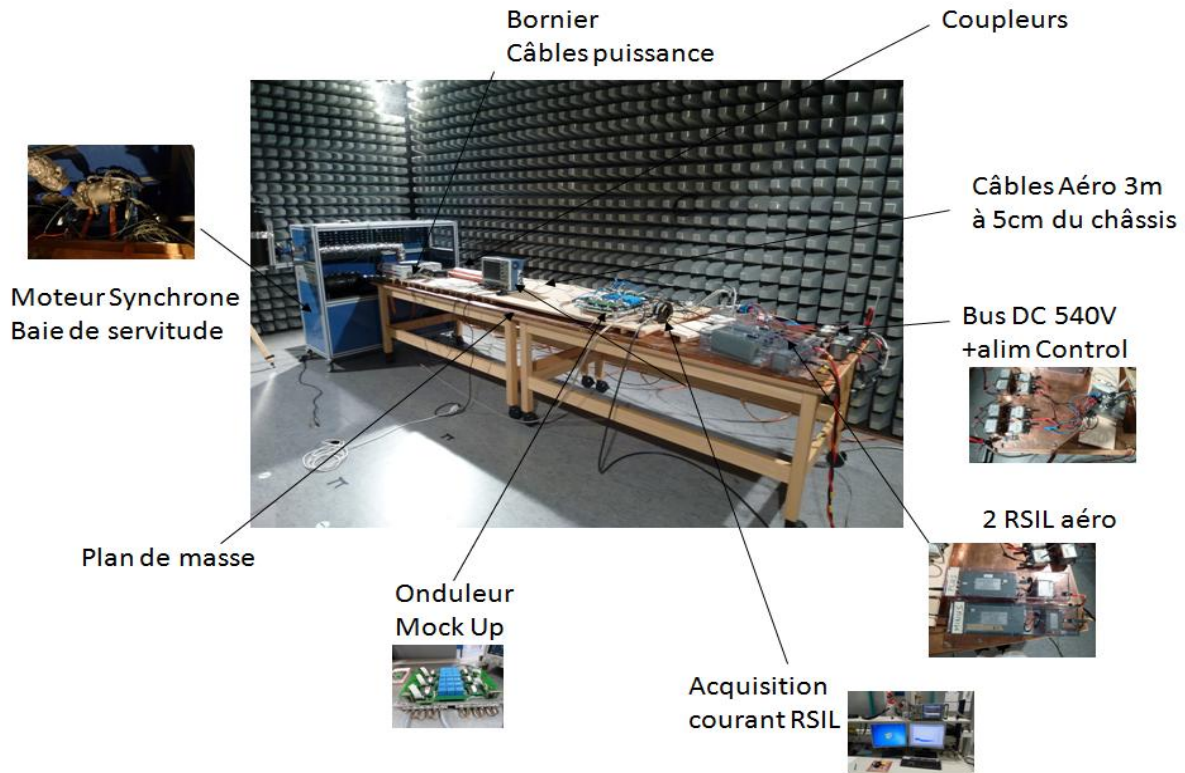 Bornier
Câbles puissance
Coupleurs
Câbles Aéro 3m
à 5cm du châssis
Moteur Synchrone
Baie de servitude
Bus DC 540V
+alim Control
2 RSIL aéro
Plan de masse
Onduleur
Mock Up
Acquisition
courant RSIL